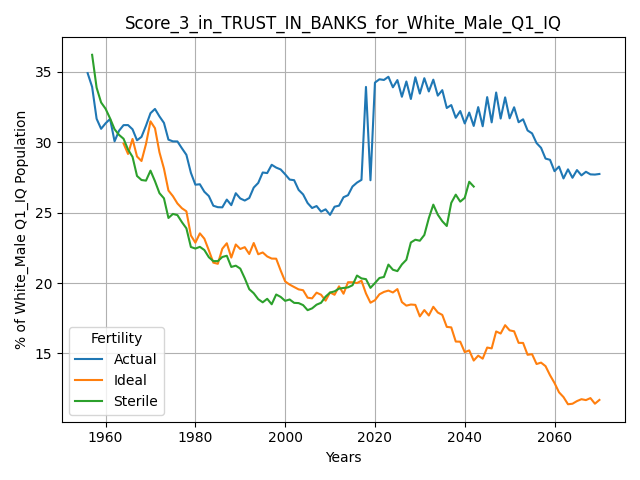 Score_3_in_TRUST_IN_BANKS_for_White_Male_Q1_IQ
% of White_Male Q1_IQ Population
35
30
25
20
15
Fertility
Actual
Ideal
Sterile
1960 1980 2000 2020 2040 2060
Years